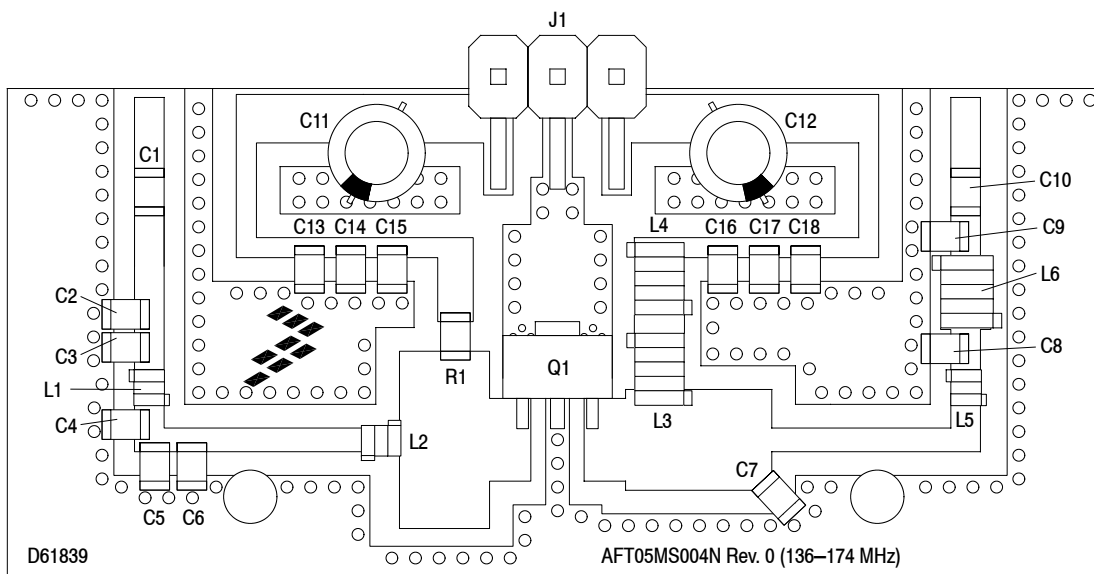 J1
C11
C12
C1
C10
C13 C14 C15
L4
C16 C17 C18
C9
L6
C2
C3
R1
Q1
C8
L1
C4
L2
L3
L5
C7
C5 C6
D61839
AFT05MS004N Rev. 0 (136–174 MHz)